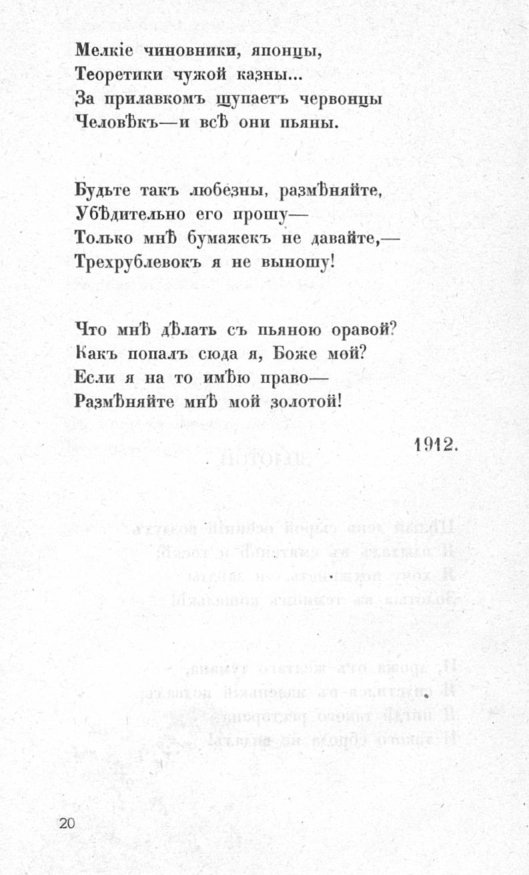 Мелкіе чиновники, японцы,
Теоретики чужой казны...
За прилавкомъ щупаетъ червонцы
Человѣкъ—и всѣ они пьяны.
Будьте такъ любезны, размѣняйте,
Убѣдительно его прошу—
Только мнѣ бумажекъ не давайте,—
Трехрублевокъ я не выношу!
Что мнѣ дѣлать съ пьяною оравой?
Какъ попалъ сюда я, Боже мой?
Если я на то имѣю право—
Размѣняйте мнѣ мой золотой!
1912.
20